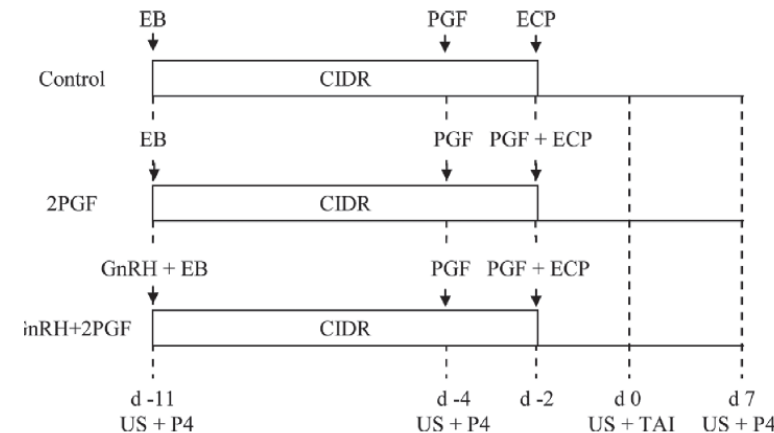 EB PGF ECP
Control CIDR
EB PGF PGF + ECP
2PGF CIDR
GnRH + EB PGF PGF + ECP
inRH+2PGF CIDR
d -11 d -4 d -2 d 0 d 7
US + P4 US + P4 US + TAI US + P4